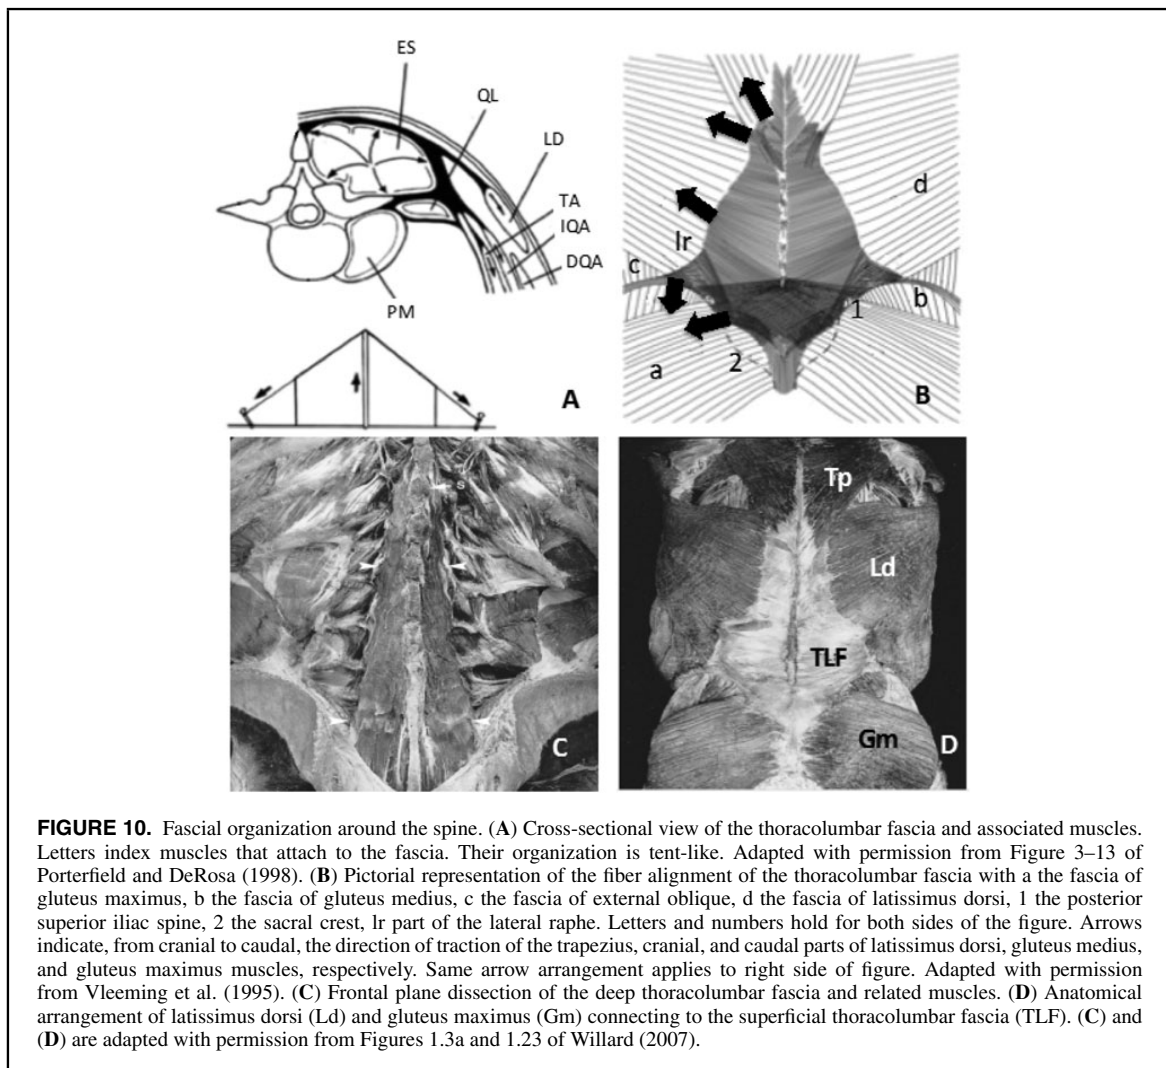 ES
QL
LD
TA
IQA
DQA
PM
A
d
lr
c
b
1
2
a
B
s
C
Tp
Ld
TLF
Gm
D
FIGURE 10. Fascial organization around the spine. (A) Cross-sectional view of the thoracolumbar fascia and associated muscles.
Letters index muscles that attach to the fascia. Their organization is tent-like. Adapted with permission from Figure 3–13 of
Porterfield and DeRosa (1998). (B) Pictorial representation of the fiber alignment of the thoracolumbar fascia with a the fascia of
gluteus maximus, b the fascia of gluteus medius, c the fascia of external oblique, d the fascia of latissimus dorsi, 1 the posterior
superior iliac spine, 2 the sacral crest, lr part of the lateral raphe. Letters and numbers hold for both sides of the figure. Arrows
indicate, from cranial to caudal, the direction of traction of the trapezius, cranial, and caudal parts of latissimus dorsi, gluteus medius,
and gluteus maximus muscles, respectively. Same arrow arrangement applies to right side of figure. Adapted with permission
from Vleeming et al. (1995). (C) Frontal plane dissection of the deep thoracolumbar fascia and related muscles. (D) Anatomical
arrangement of latissimus dorsi (Ld) and gluteus maximus (Gm) connecting to the superficial thoracolumbar fascia (TLF). (C) and
(D) are adapted with permission from Figures 1.3a and 1.23 of Willard (2007).